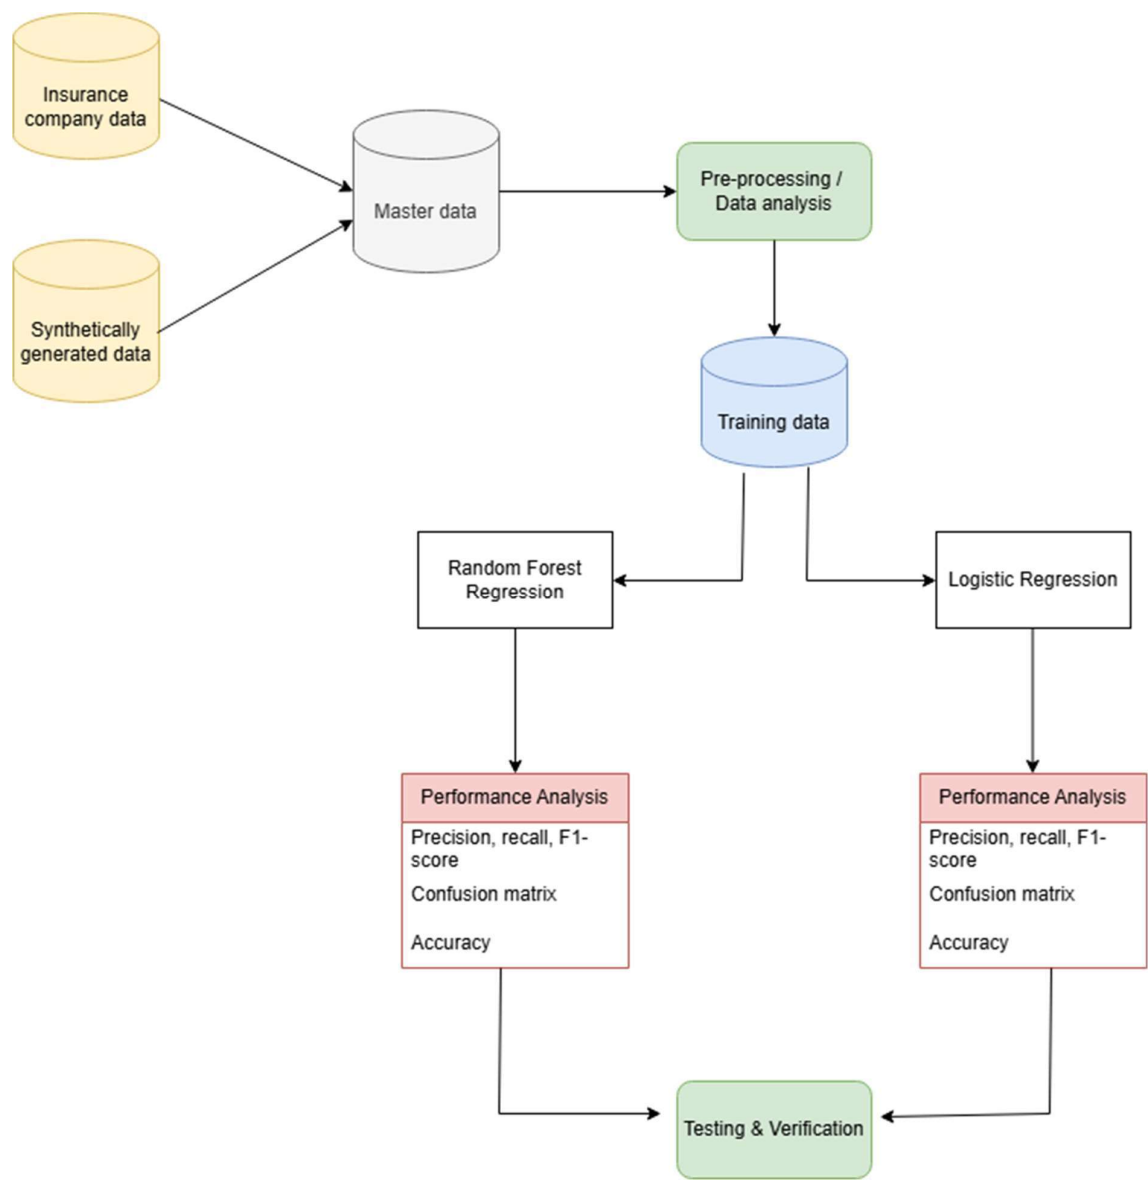 Insurance
company data
Master data
Pre-processing /
Data analysis
Synthetically
generated data
Training data
Random Forest
Regression
Logistic Regression
Performance Analysis
Precision, recall, F1-
score
Confusion matrix
Accuracy
Performance Analysis
Precision, recall, F1-
score
Confusion matrix
Accuracy
Testing & Verification